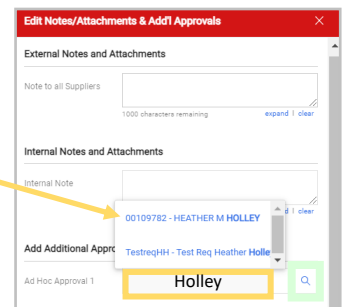 Edit Notes/Attachments & Add'l Approvals
External Notes and Attachments
Note to all Suppliers
1000 characters remaining expand | clear
Internal Notes and Attachments
Internal Note
d | clear
00109782 - HEATHER M HOLLEY
TestreqHH - Test Req Heather Holle
Add Additional Appro
Ad Hoc Approval 1 Holley